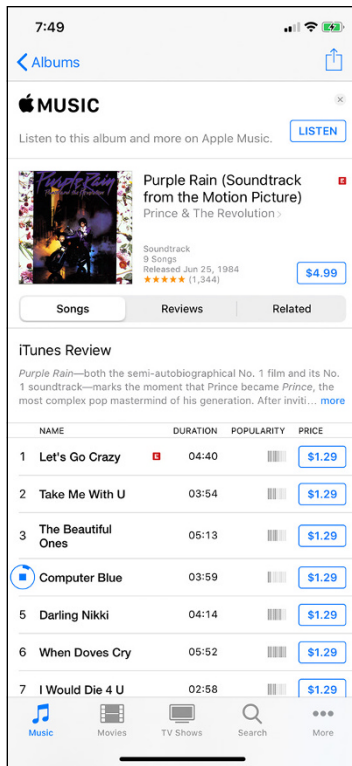 7:49
Albums
MUSIC
Listen to this album and more on Apple Music.
LISTEN
Purple Rain
Purple Rain (Soundtrack
E
from the Motion Picture)
Prince & The Revolution
Soundtrack
9 Songs
Released Jun 25, 1984
★★★★★ (1,344)
$4.99
Songs Reviews Related
iTunes Review
Purple Rain—both the semi-autobiographical No. 1 film and its No.
1 soundtrack—marks the moment that Prince became Prince, the
most complex pop mastermind of his generation. After inviti… more
NAME DURATION POPULARITY PRICE
1 Let's Go Crazy E 04:40 $1.29
2 Take Me With U 03:54 $1.29
3 The Beautiful
Ones 05:13 $1.29
Computer Blue 03:59 $1.29
5 Darling Nikki 04:14 $1.29
6 When Doves Cry 05:52 $1.29
7 I Would Die 4 U 02:58 $1.29
Music Movies TV Shows Search More